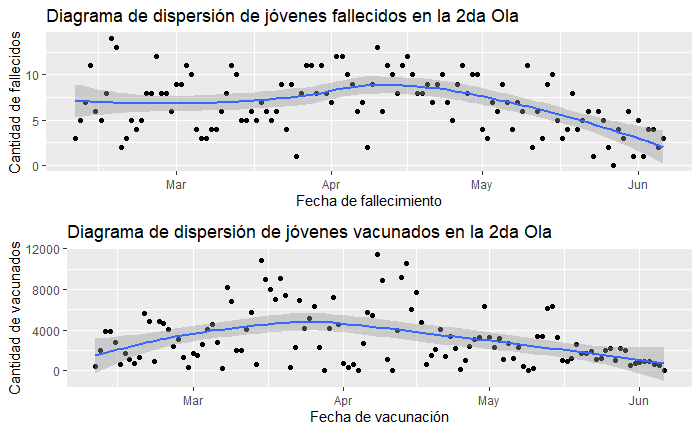 Diagrama de dispersión de jóvenes fallecidos en la 2da Ola
Cantidad de fallecidos
10
5
0
Mar Apr May Jun
Fecha de fallecimiento
Diagrama de dispersión de jóvenes vacunados en la 2da Ola
Cantidad de vacunados
12000
8000
4000
0
Mar Apr May Jun
Fecha de vacunación